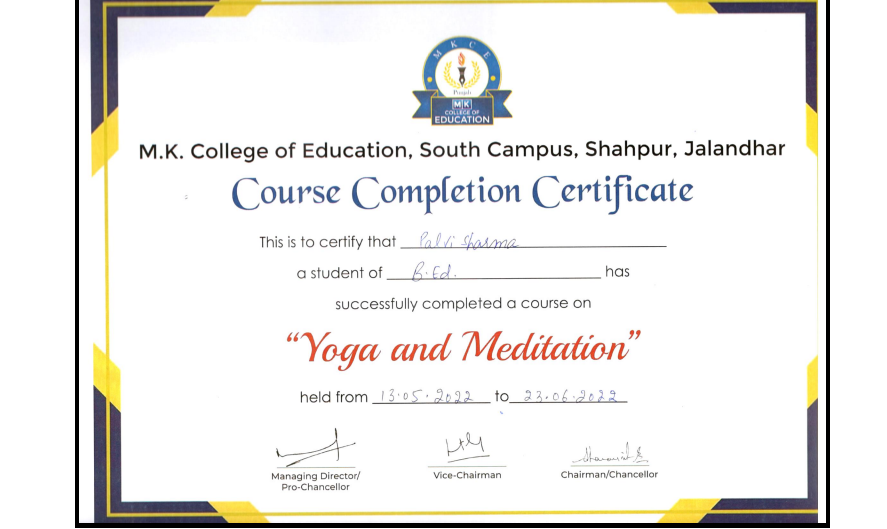 M K C E
Punjab
MK
COLLEGE OF
EDUCATION
M.K. College of Education, South Campus, Shahpur, Jalandhar
Course Completion Certificate
This is to certify that Palvi Sharma
a student of B.Ed. has
successfully completed a course on
“Yoga and Meditation”
held from 13.05.2022 to 23.06.2022
Managing Director/
Pro-Chancellor
Vice-Chairman
Chairman/Chancellor